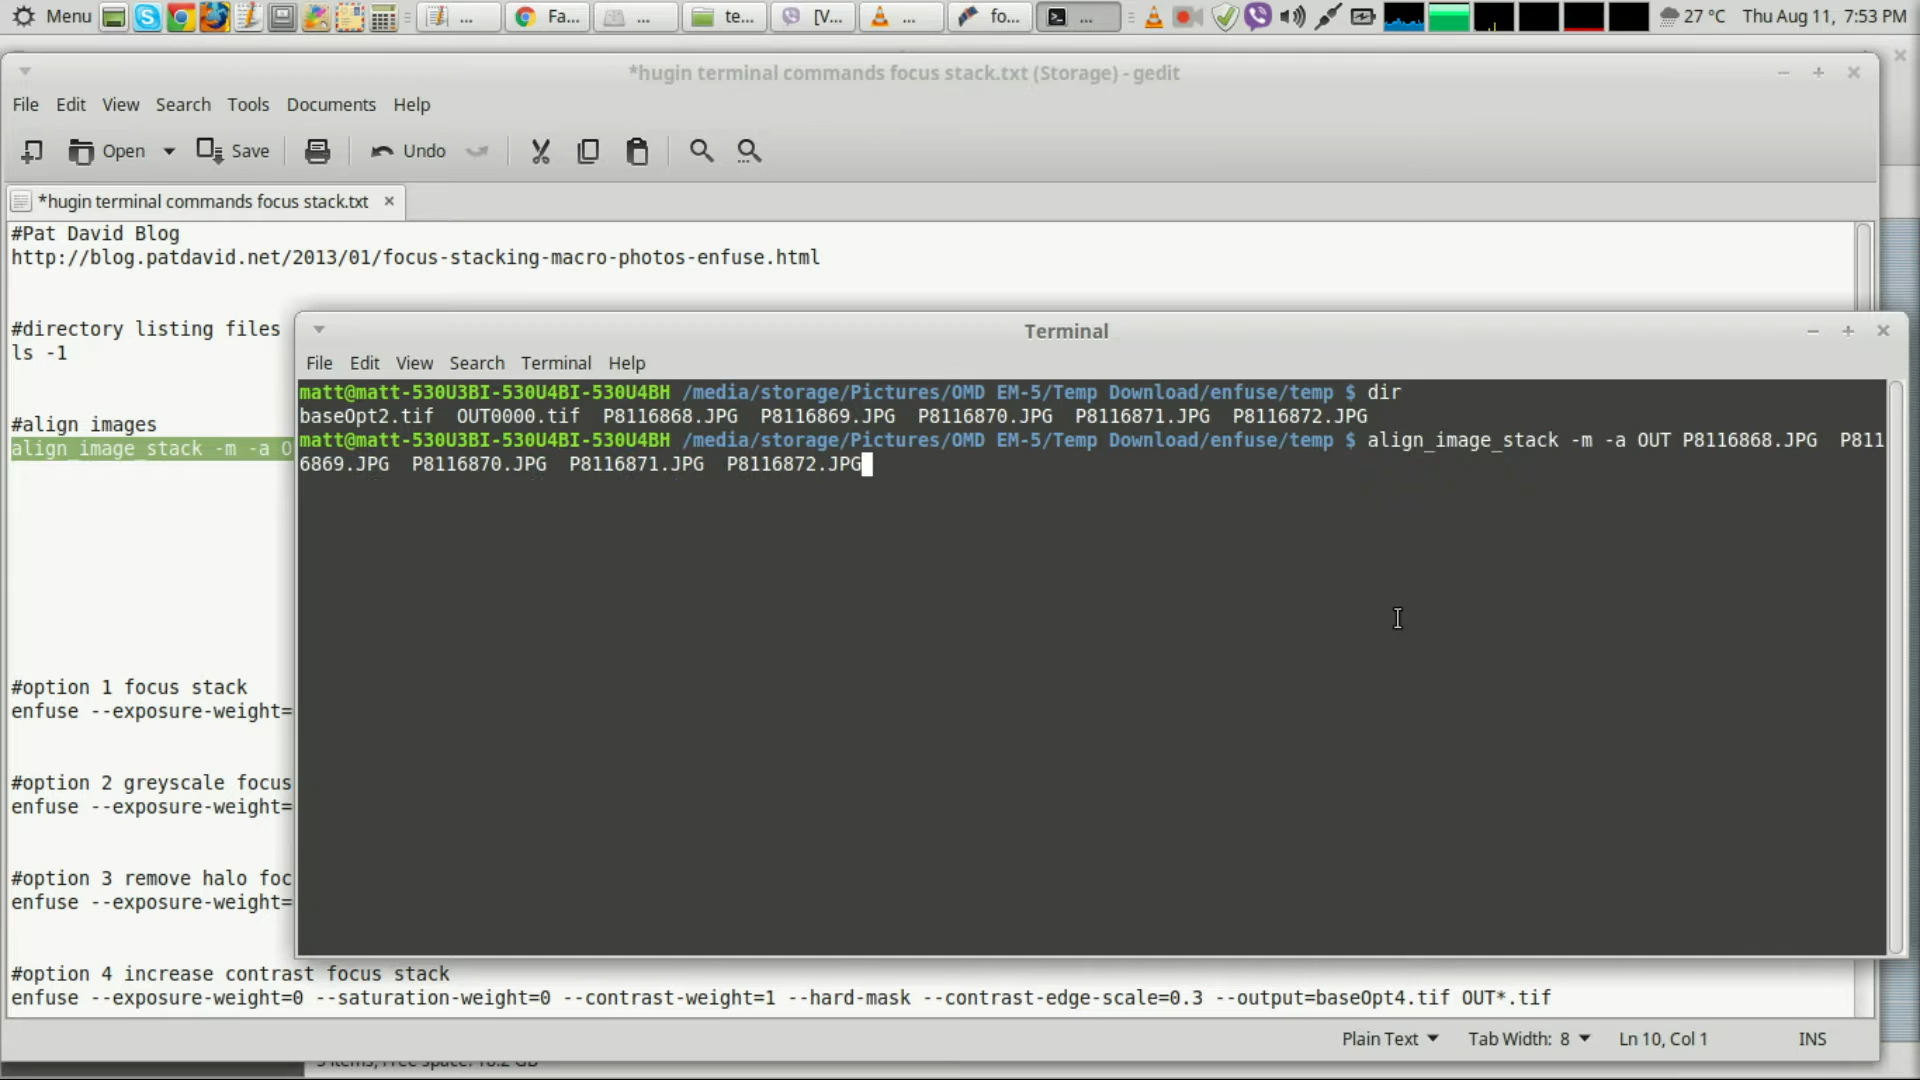 Menu
...
Fa...
...
te...
[V...
...
fo...
...
27 °C
Thu Aug 11, 7:53 PM
*hugin terminal commands focus stack.txt (Storage) - gedit
File Edit View Search Tools Documents Help
Open Save Undo
*hugin terminal commands focus stack.txt
#Pat David Blog
http://blog.patdavid.net/2013/01/focus-stacking-macro-photos-enfuse.html
#directory listing files
ls -1
#align images
align_image_stack -m -a O
Terminal
File Edit View Search Terminal Help
matt@matt-530U3BI-530U4BI-530U4BH /media/storage/Pictures/OMD EM-5/Temp Download/enfuse/temp $ dir
baseOpt2.tif  OUT0000.tif  P8116868.JPG  P8116869.JPG  P8116870.JPG  P8116871.JPG  P8116872.JPG
matt@matt-530U3BI-530U4BI-530U4BH /media/storage/Pictures/OMD EM-5/Temp Download/enfuse/temp $ align_image_stack -m -a OUT P8116868.JPG  P811
6869.JPG  P8116870.JPG  P8116871.JPG  P8116872.JPG
#option 1 focus stack
enfuse --exposure-weight=
#option 2 greyscale focus
enfuse --exposure-weight=
#option 3 remove halo foc
enfuse --exposure-weight=
#option 4 increase contrast focus stack
enfuse --exposure-weight=0 --saturation-weight=0 --contrast-weight=1 --hard-mask --contrast-edge-scale=0.3 --output=baseOpt4.tif OUT*.tif
Plain Text Tab Width: 8 Ln 10, Col 1 INS